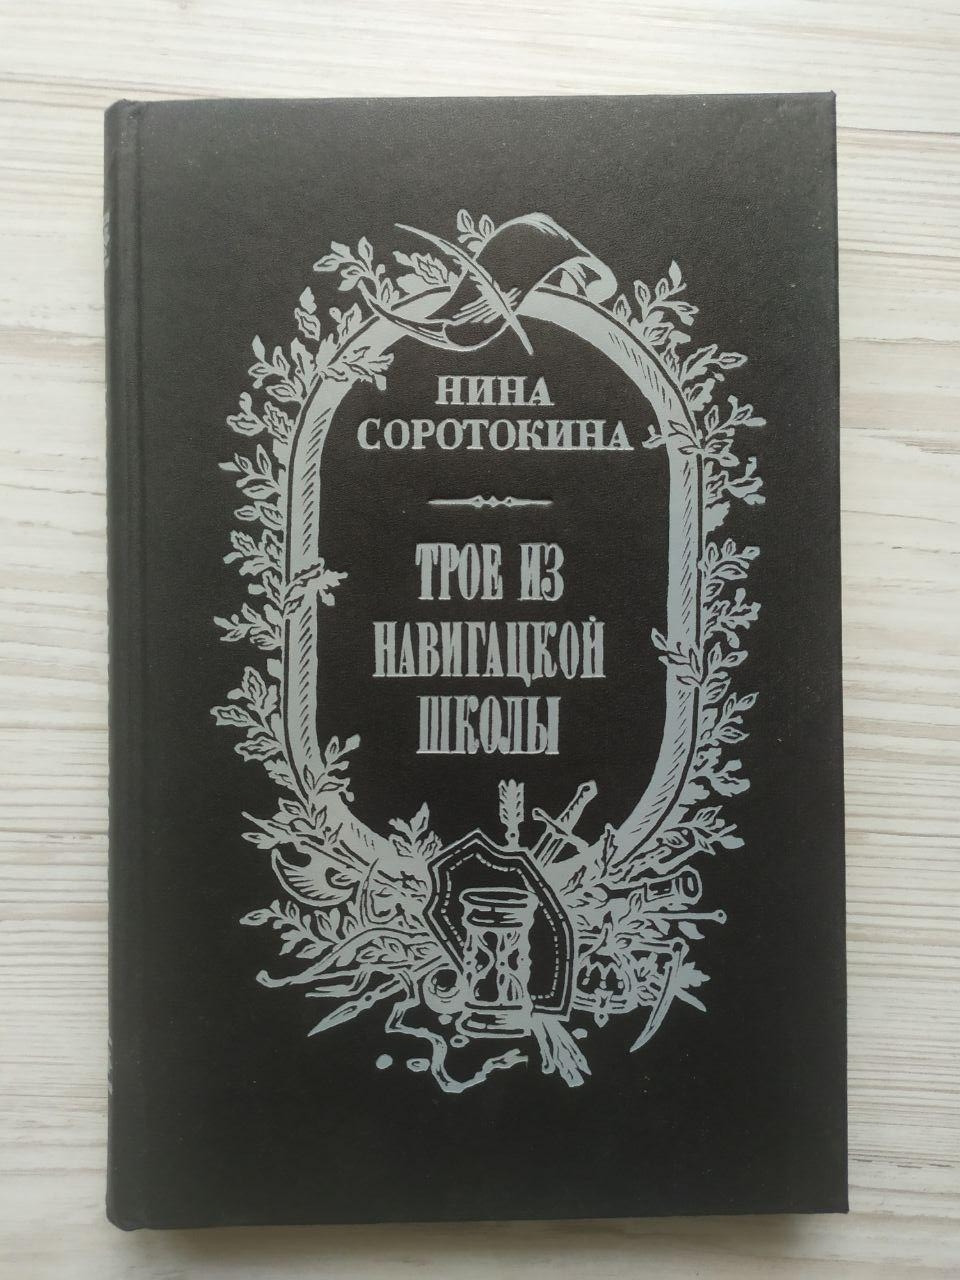 НИНА
СОРОТОКИНА
ТРОЕ ИЗ
НАВИГАЦКОЙ
ШКОЛЫ